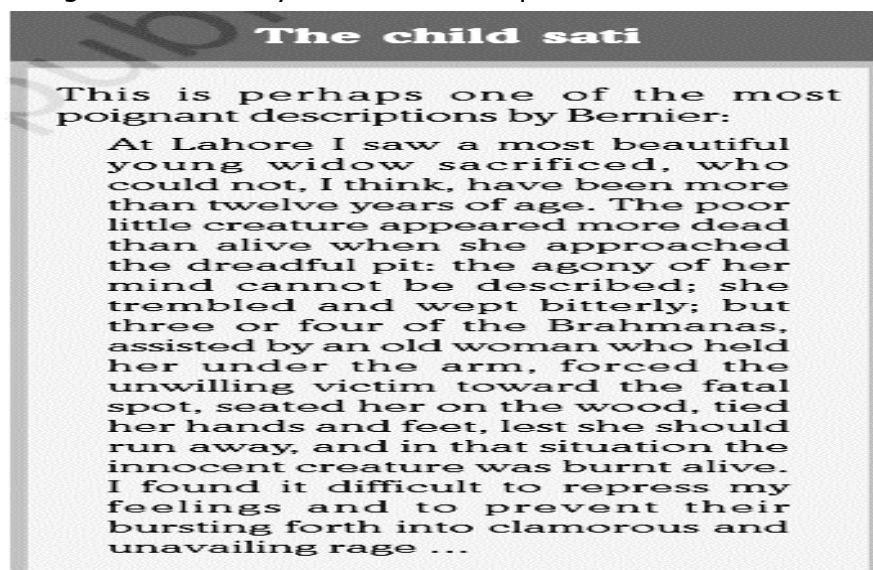 The child sati
This is perhaps one of the most
poignant descriptions by Bernier:
At Lahore I saw a most beautiful
young widow sacrificed, who
could not, I think, have been more
than twelve years of age. The poor
little creature appeared more dead
than alive when she approached
the dreadful pit: the agony of her
mind cannot be described; she
trembled and wept bitterly; but
three or four of the Brahmanas,
assisted by an old woman who held
her under the arm, forced the
unwilling victim toward the fatal
spot, seated her on the wood, tied
her hands and feet, lest she should
run away, and in that situation the
innocent creature was burnt alive.
I found it difficult to repress my
feelings and to prevent their
bursting forth into clamorous and
unavailing rage ...